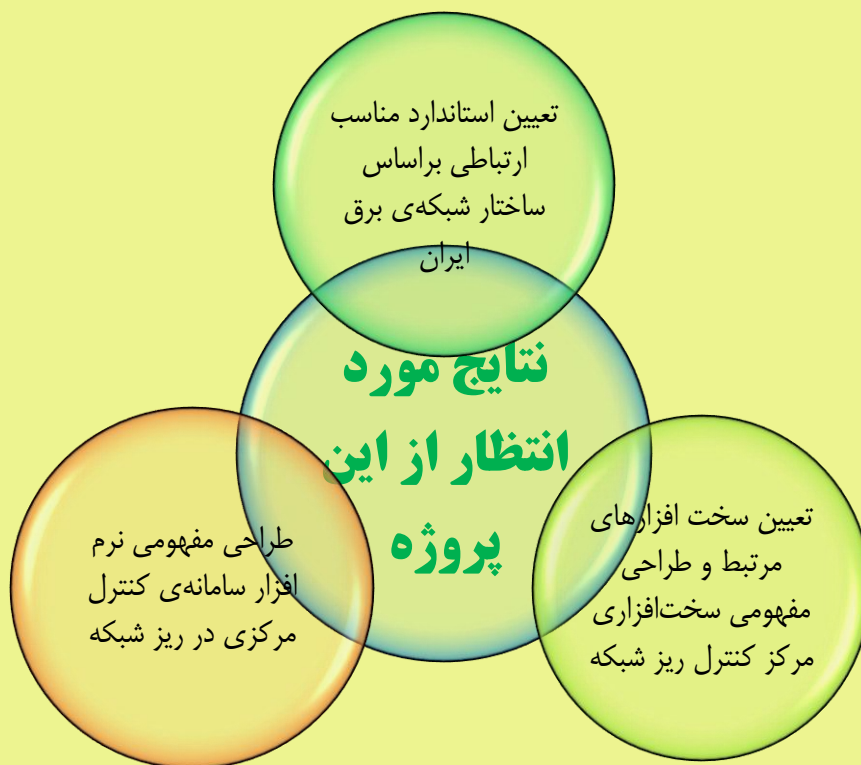 تعیین استاندارد مناسب
ارتباطی براساس
ساختار شبکه‌ی برق
ایران
نتایج مورد
انتظار از این
پروژه
تعیین سخت افزارهای
مرتبط و طراحی
مفهومی سخت‌افزاری
مرکز کنترل ریز شبکه
طراحی مفهومی نرم
افزار سامانه‌ی کنترل
مرکزی در ریز شبکه